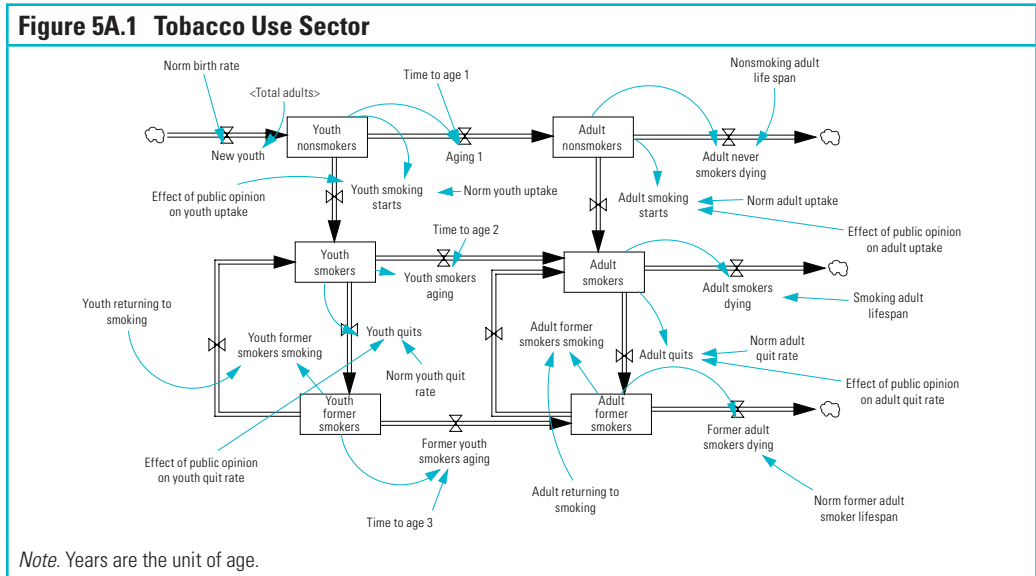 Figure 5A.1 Tobacco Use Sector
Norm birth rate
<Total adults>
New youth
Youth
nonsmokers
Time to age 1
Aging 1
Adult
nonsmokers
Nonsmoking adult
life span
Adult never
smokers dying
Effect of public opinion
on youth uptake
Youth smoking
starts
Norm youth uptake
Adult smoking
starts
Norm adult uptake
Effect of public opinion
on adult uptake
Youth
smokers
Time to age 2
Youth smokers
aging
Adult
smokers
Adult smokers
dying
Smoking adult
lifespan
Youth returning to
smoking
Youth former
smokers smoking
Youth quits
Norm youth quit
rate
Adult former
smokers smoking
Adult quits
Norm adult
quit rate
Effect of public opinion
on adult quit rate
Youth
former
smokers
Former youth
smokers aging
Adult
former
smokers
Former adult
smokers dying
Effect of public opinion
on youth quit rate
Time to age 3
Adult returning to
smoking
Norm former adult
smoker lifespan
Note. Years are the unit of age.